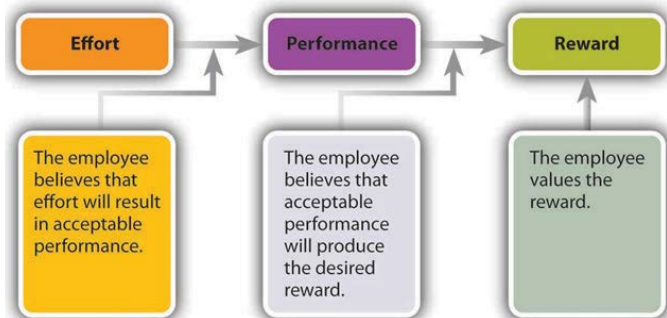 Effort
Performance
Reward
The employee
believes that
effort will result
in acceptable
performance.
The employee
believes that
acceptable
performance
will produce
the desired
reward.
The employee
values the
reward.